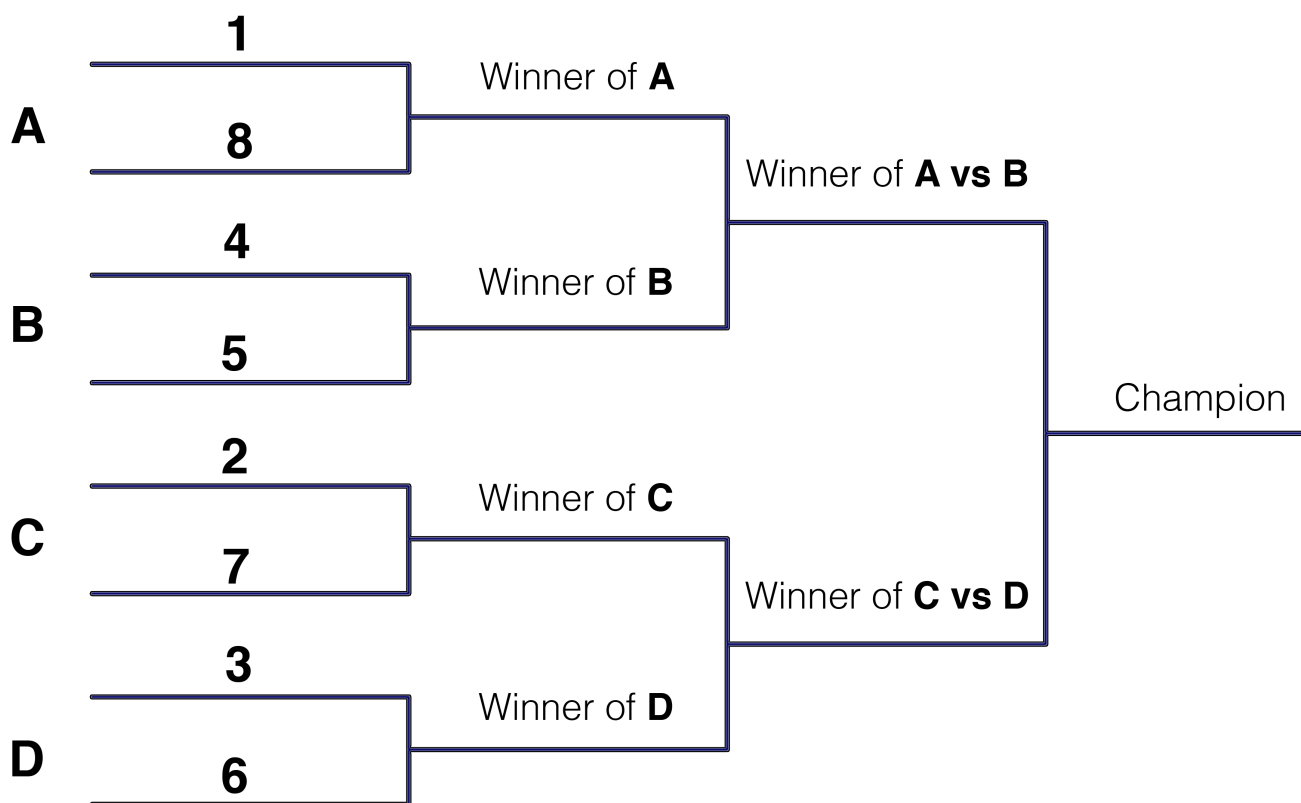 1
Winner of A
A
8
Winner of A vs B
4
Winner of B
B
5
Champion
2
Winner of C
C
7
Winner of C vs D
3
Winner of D
D
6